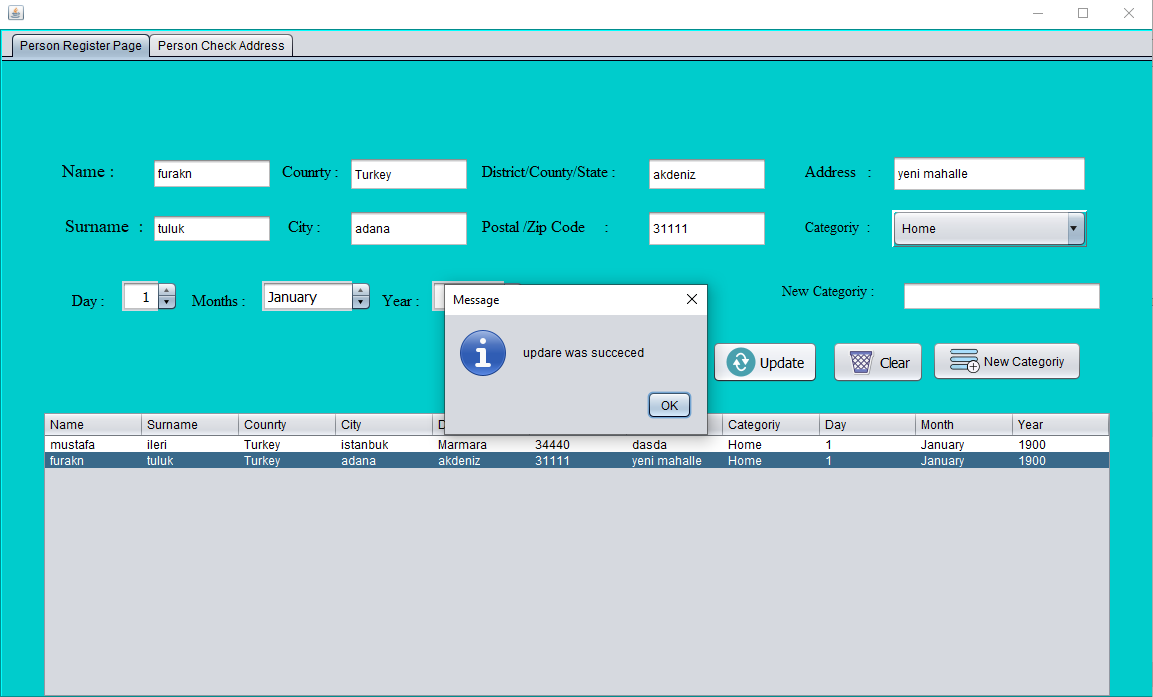 Person Register Page Person Check Address
Name : furakn Counrty : Turkey District/County/State : akdeniz Address : yeni mahalle
Surname : tuluk City : adana Postal /Zip Code : 31111 Categoriy : Home
Day : 1 Months : January Year : New Categoriy :
Message
updare was succeced
OK
Update Clear New Categoriy
Name Surname Counrty City Categoriy Day Month Year
mustafa ileri Turkey istanbuk Marmara 34440 dasda Home 1 January 1900
furakn tuluk Turkey adana akdeniz 31111 yeni mahalle Home 1 January 1900